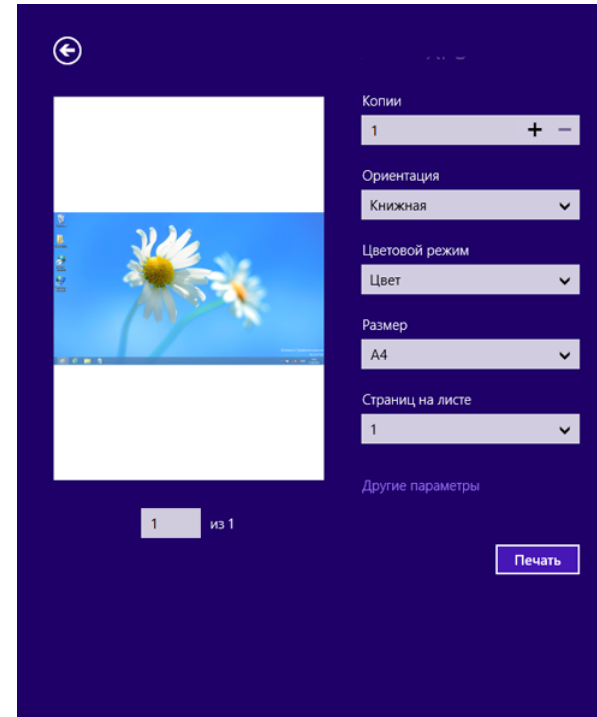 Копии
1
Ориентация
Книжная
Цветовой режим
Цвет
Размер
A4
Страниц на листе
1
Другие параметры
1 из 1
Печать